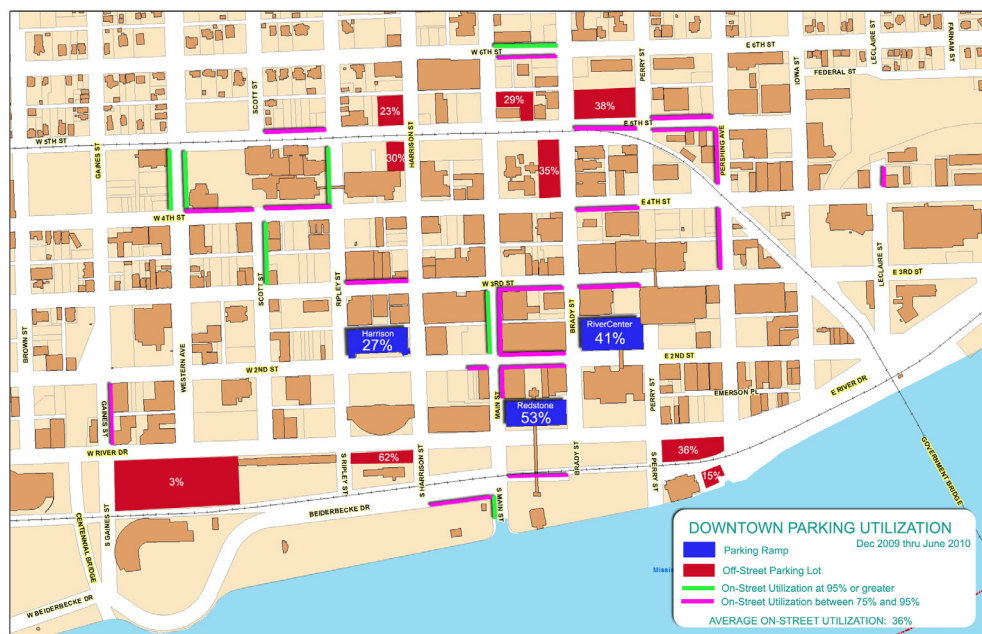 LECLAIRE ST
FARNAM ST
W 6TH ST
E 6TH ST
PERRY ST
IOWA ST
FEDERAL ST
SCOTT ST
23%
29%
38%
E 5TH ST
W 5TH ST
GAINES ST
HARRISON ST
PERSHING AVE
30%
35%
W 4TH ST
E 4TH ST
LECLAIRE ST
E 3RD ST
SCOTT ST
RIPLEY ST
W 3RD ST
BRADY ST
BROWN ST
WESTERN AVE
Harrison
27%
RiverCenter
41%
E 2ND ST
W 2ND ST
GAINES ST
MAIN ST
Redstone
53%
PERRY ST
EMERSON PL
E RIVER DR
W RIVER DR
3%
S RIPLEY ST
62%
S HARRISON ST
BRADY ST
S PERRY ST
36%
15%
GOVERNMENT BRIDGE
S GAINES ST
CENTENNIAL BRIDGE
BEIDERBECKE DR
S MAIN ST
W BEIDERBECKE DR
DOWNTOWN PARKING UTILIZATION
Dec 2009 thru June 2010
Parking Ramp
Off-Street Parking Lot
On-Street Utilization at 95% or greater
On-Street Utilization between 75% and 95%
AVERAGE ON-STREET UTILIZATION: 36%